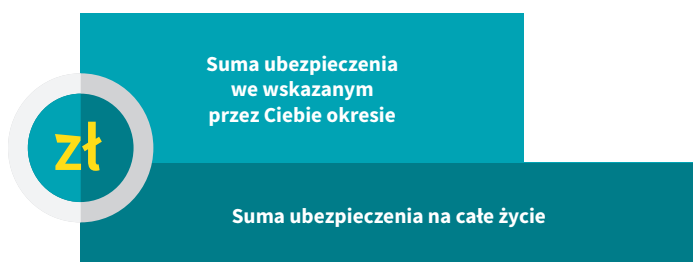 Suma ubezpieczenia
we wskazanym
przez Ciebie okresie
zł
Suma ubezpieczenia na całe życie